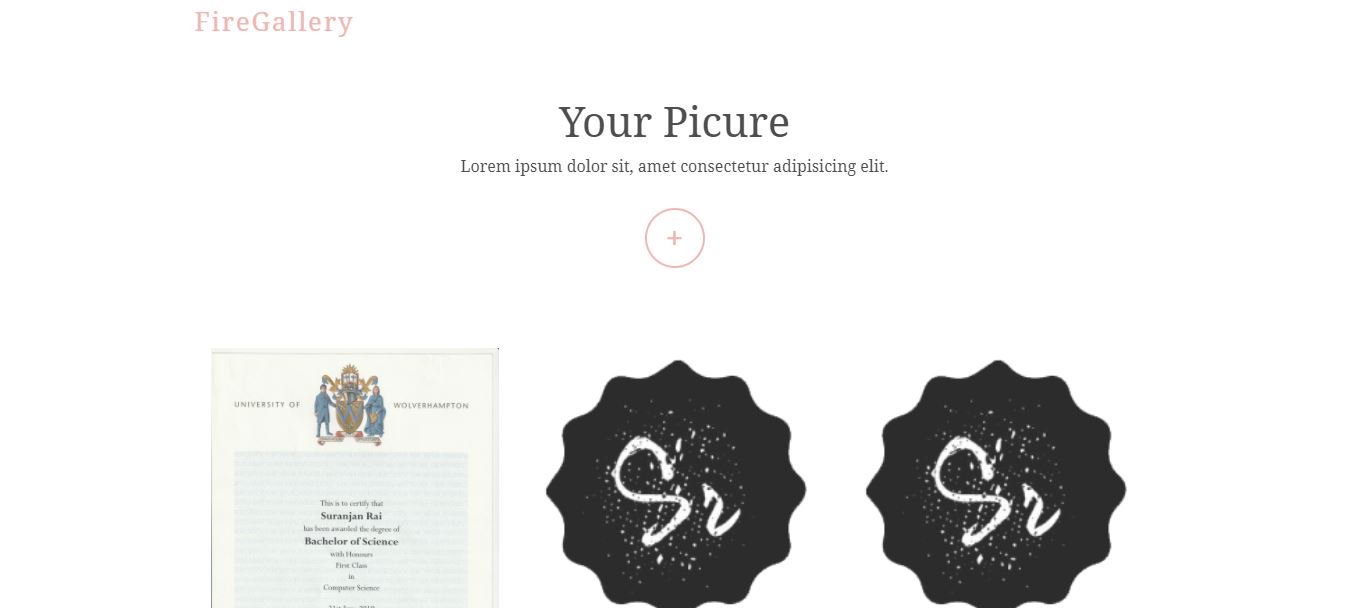 FireGallery
Your Picure
Lorem ipsum dolor sit, amet consectetur adipisicing elit.
+
UNIVERSITY OF WOLVERHAMPTON
This is to certify that
Suranjan Rai
has been awarded the degree of
Bachelor of Science
with Honours
First Class
in
Computer Science
Sr
Sr